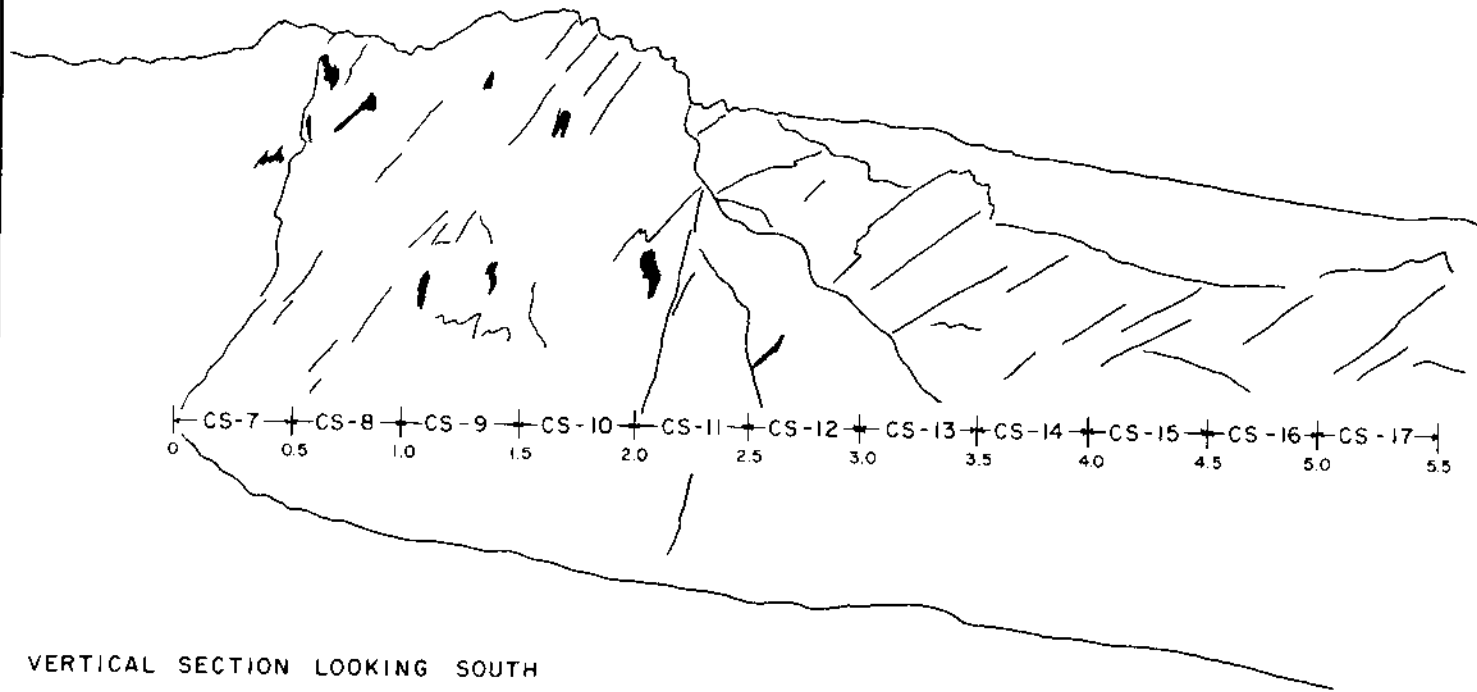 CS-7 CS-8 CS-9 CS-10 CS-11 CS-12 CS-13 CS-14 CS-15 CS-16 CS-17
0 0.5 1.0 1.5 2.0 2.5 3.0 3.5 4.0 4.5 5.0 5.5
VERTICAL SECTION LOOKING SOUTH